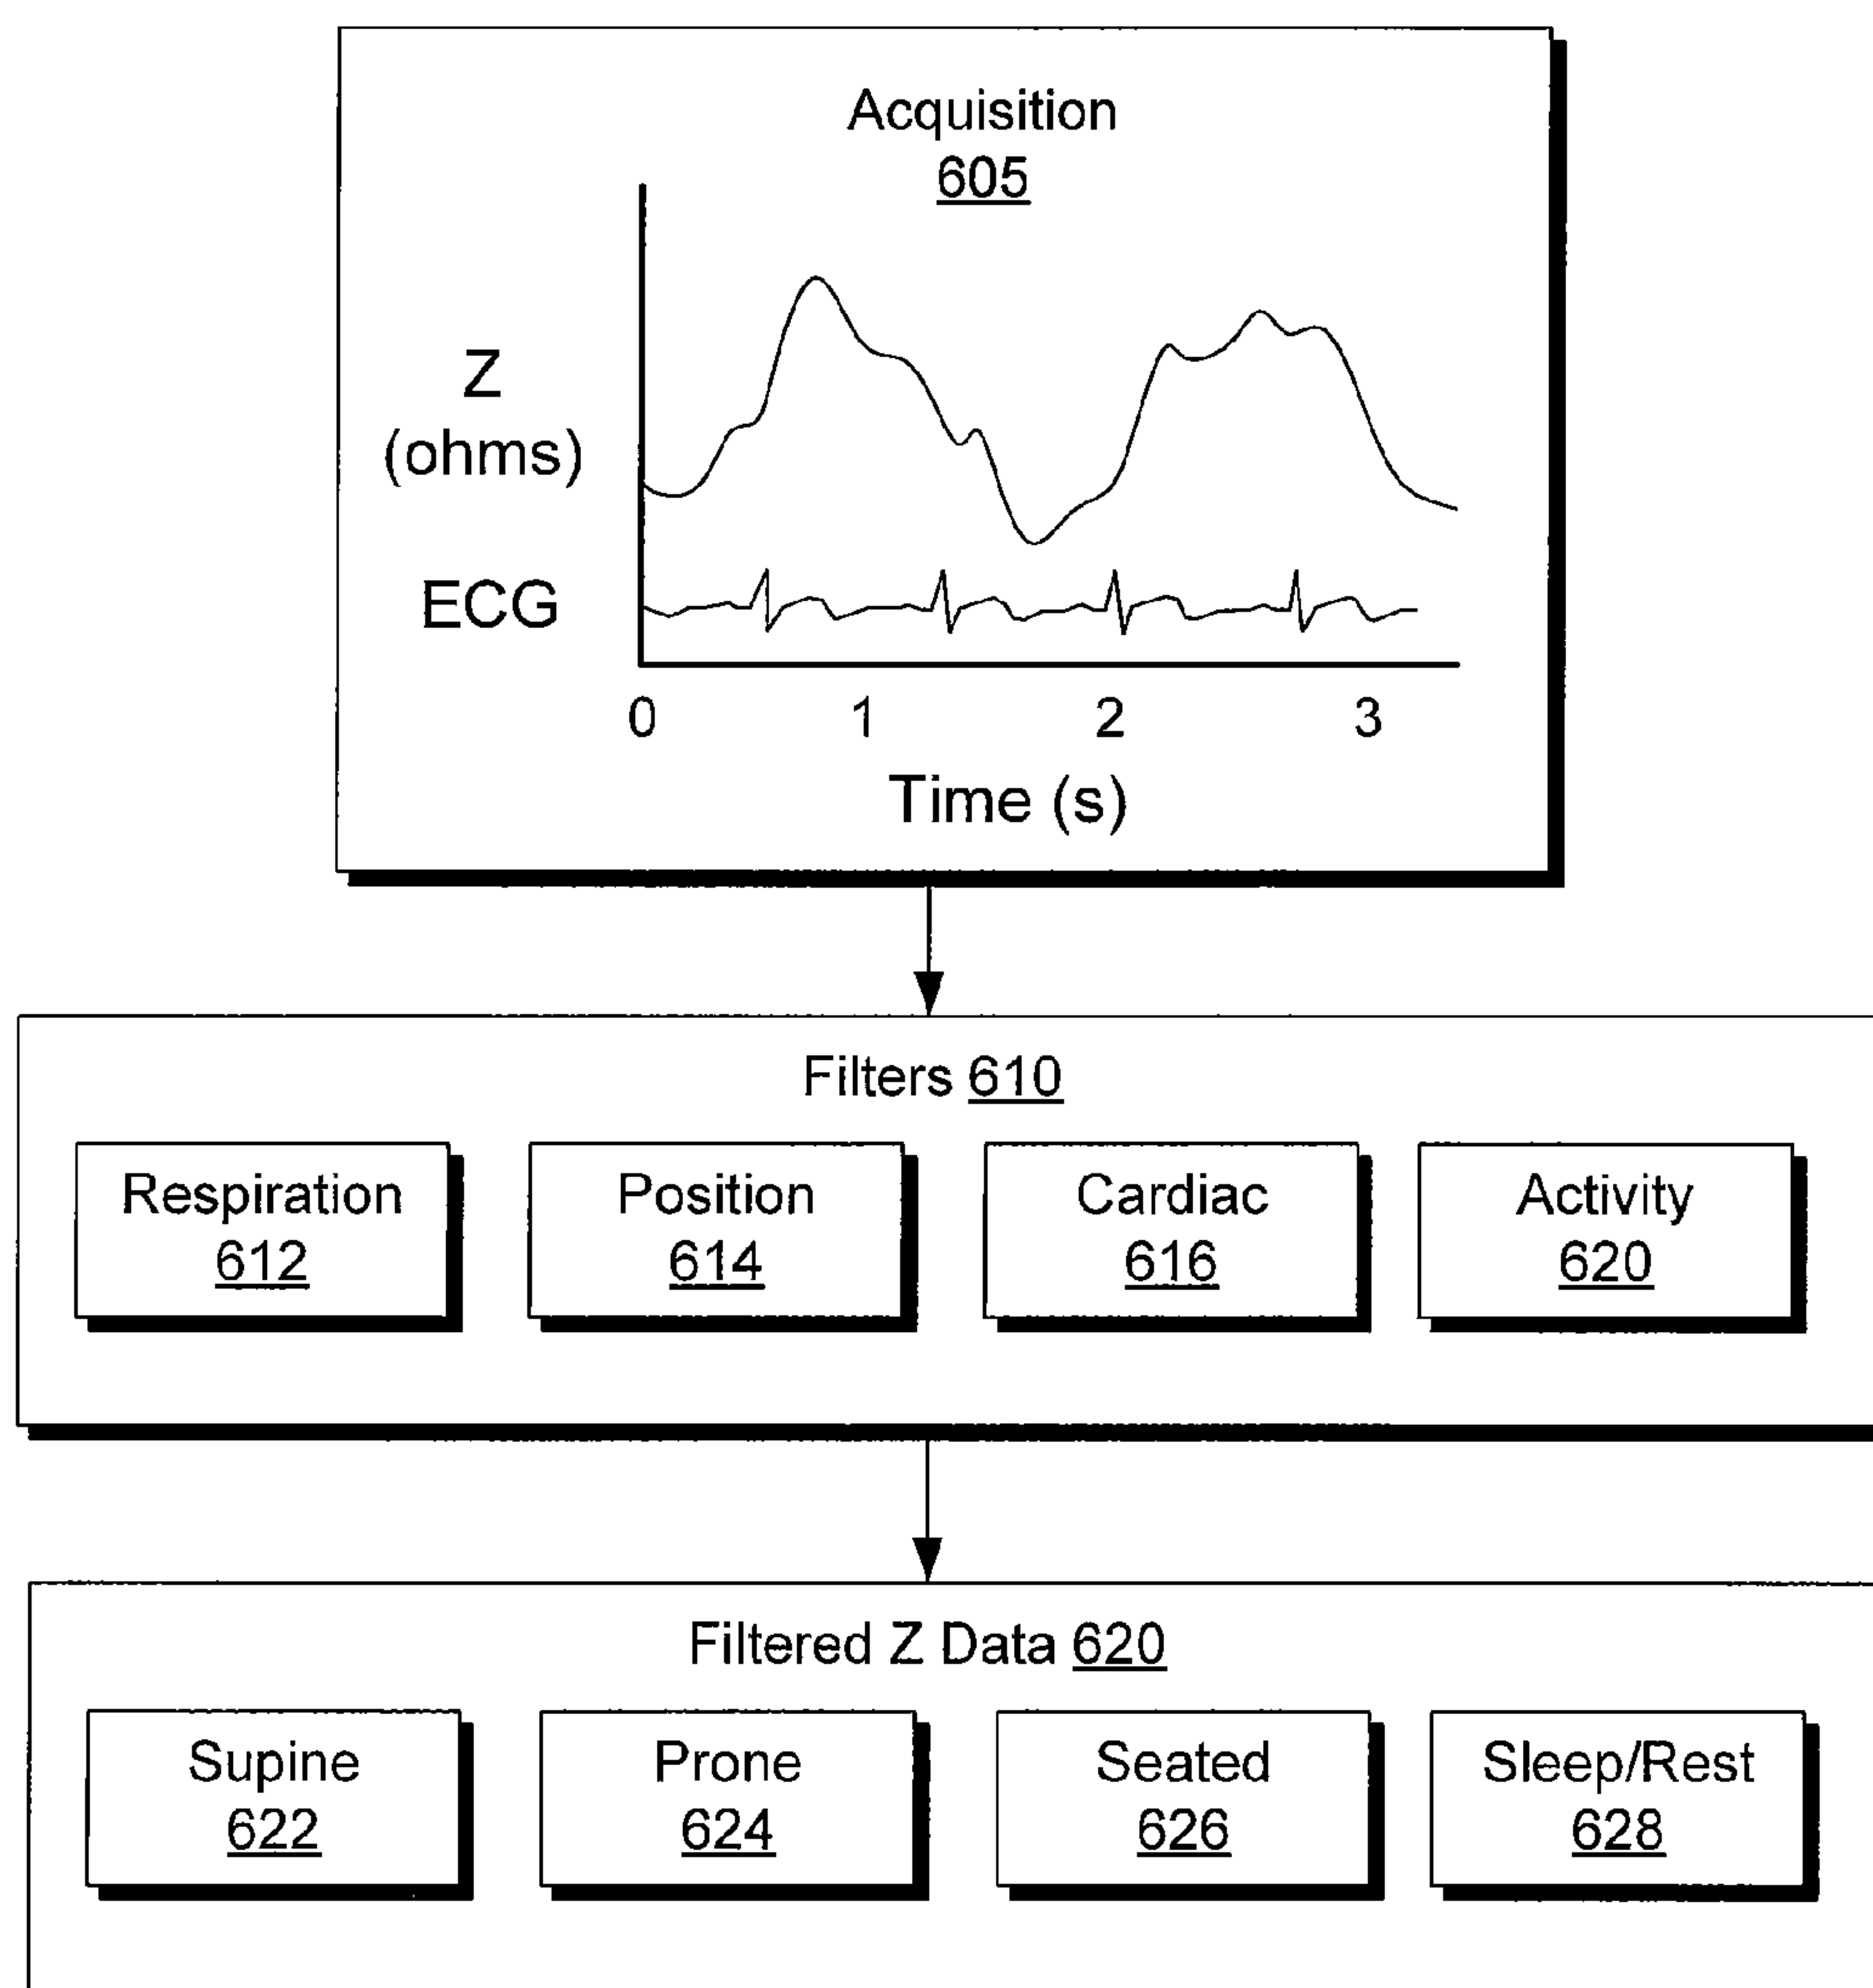 Acquisition
605
Z
(ohms)
ECG
0 1 2 3
Time (s)
Filters 610
Respiration
612
Position
614
Cardiac
616
Activity
620
Filtered Z Data 620
Supine
622
Prone
624
Seated
626
Sleep/Rest
628